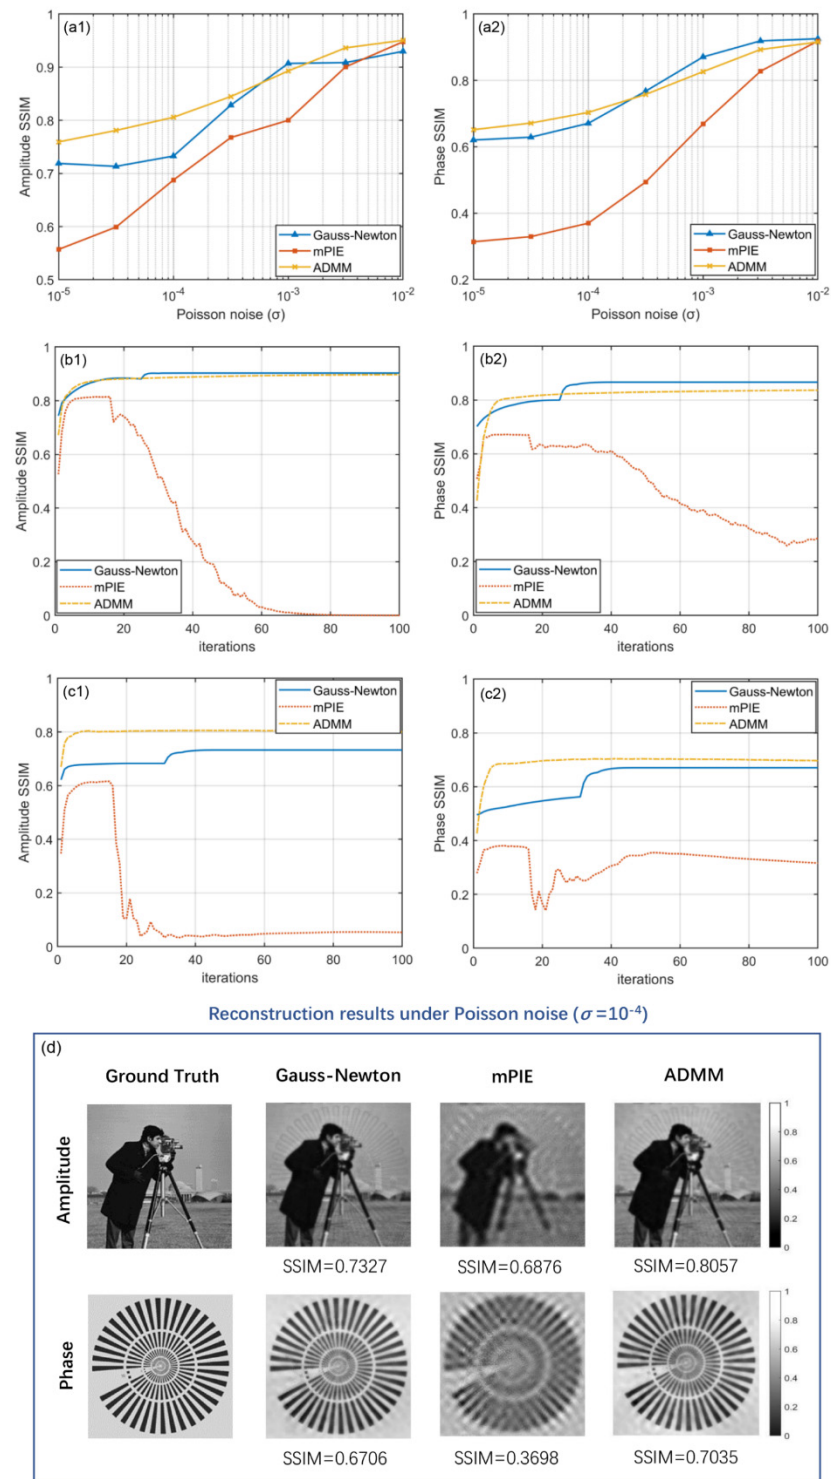 (a1)
Amplitude SSIM
1
0.9
0.8
0.7
0.6
0.5
10-5
10-4
10-3
10-2
Poisson noise (σ)
Gauss-Newton
mPIE
ADMM
(a2)
Phase SSIM
1
0.8
0.6
0.4
0.2
10-5
10-4
10-3
10-2
Poisson noise (σ)
Gauss-Newton
mPIE
ADMM
(b1)
Amplitude SSIM
1
0.8
0.6
0.4
0.2
0
0
20
40
60
80
100
iterations
Gauss-Newton
mPIE
ADMM
(b2)
Phase SSIM
1
0.8
0.6
0.4
0.2
0
0
20
40
60
80
100
iterations
Gauss-Newton
mPIE
ADMM
(c1)
Amplitude SSIM
1
0.8
0.6
0.4
0.2
0
0
20
40
60
80
100
iterations
Gauss-Newton
mPIE
ADMM
(c2)
Phase SSIM
1
0.8
0.6
0.4
0.2
0
0
20
40
60
80
100
iterations
Gauss-Newton
mPIE
ADMM
Reconstruction results under Poisson noise (σ=10-4)
(d)
Ground Truth Gauss-Newton mPIE ADMM
Amplitude
1
0.8
0.6
0.4
0.2
0
SSIM=0.7327 SSIM=0.6876 SSIM=0.8057
Phase
1
0.8
0.6
0.4
0.2
0
SSIM=0.6706 SSIM=0.3698 SSIM=0.7035